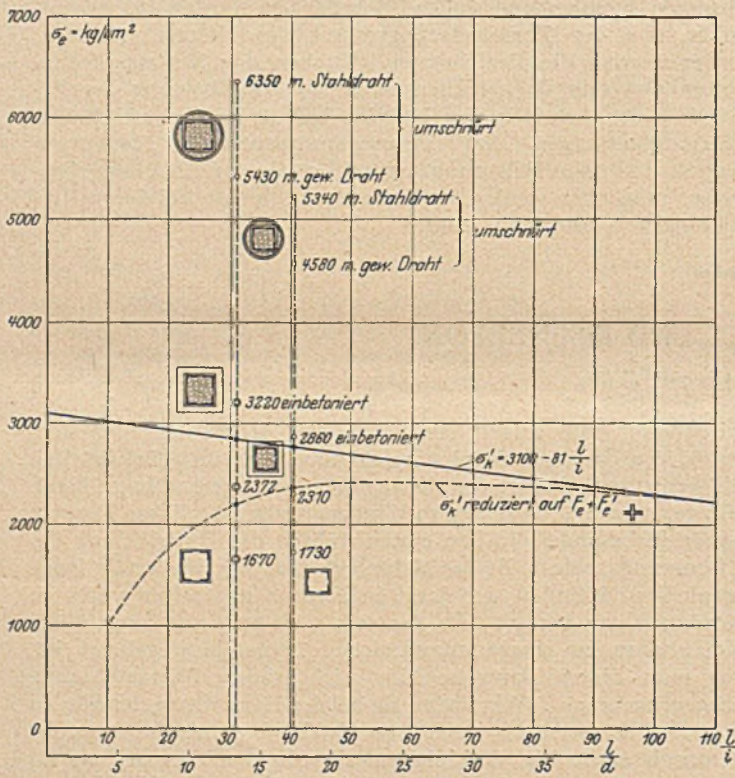 7000
σe = kg/cm²
6350 m. Stahldraht
6000
umschnürt
5430 m. gew. Draht
5340 m. Stahldraht
5000
umschnürt
4580 m. gew. Draht
4000
3220 einbetoniert
3000
2860 einbetoniert
σk' = 3108 - 81 l/i
2372
2310
σk' reduziert auf Fe + Fe'
2000
1730
1670
1000
0
10 20 30 40 50 60 70 80 90 100 110 l/i
5 10 15 20 25 30 35 l/d